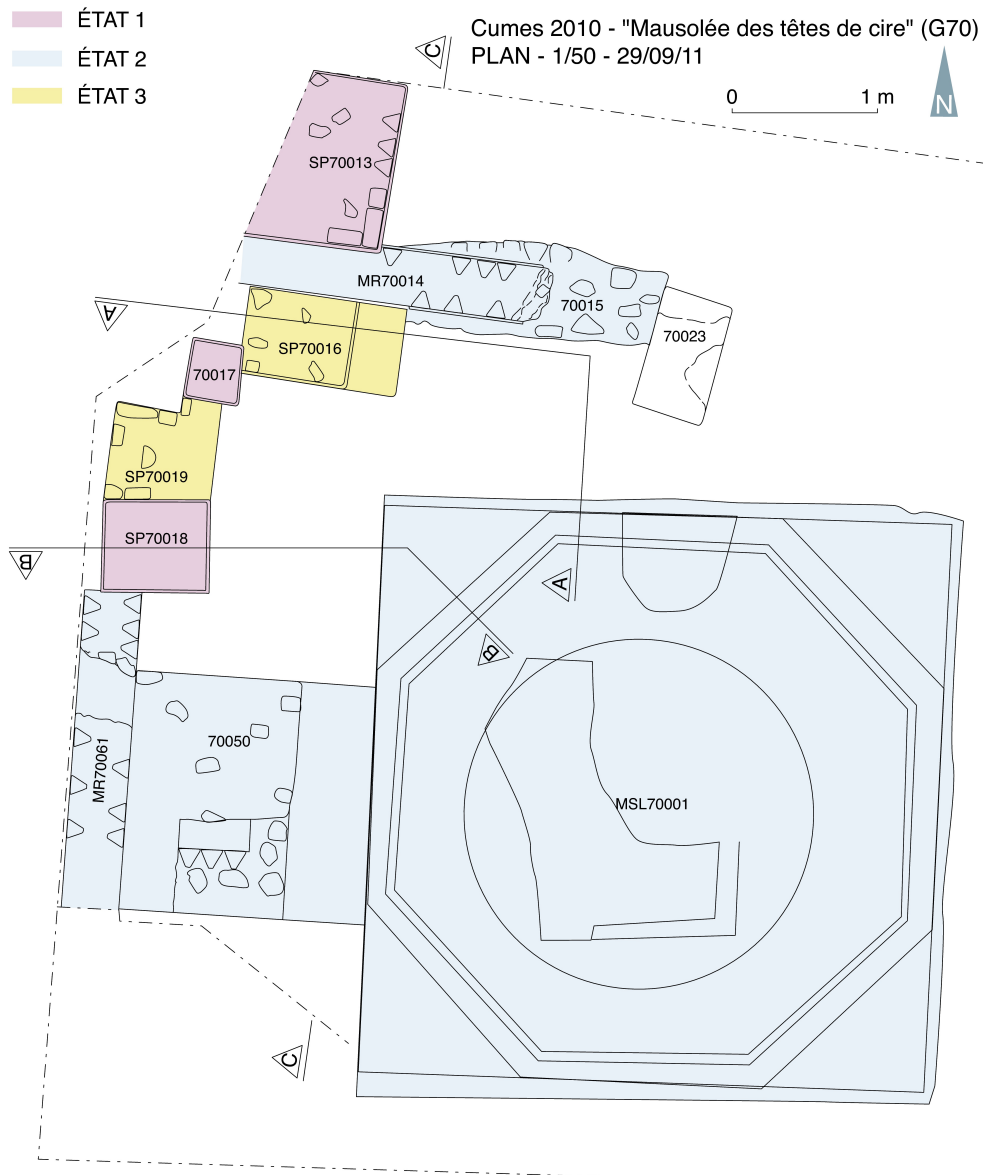 ÉTAT 1
ÉTAT 2
ÉTAT 3
Cumes 2010 - "Mausolée des têtes de cire" (G70)
PLAN - 1/50 - 29/09/11
0 1 m
N
C
SP70013
MR70014
70015
A
SP70016
70023
70017
SP70019
SP70018
B
A
B
70050
MR70061
MSL70001
C